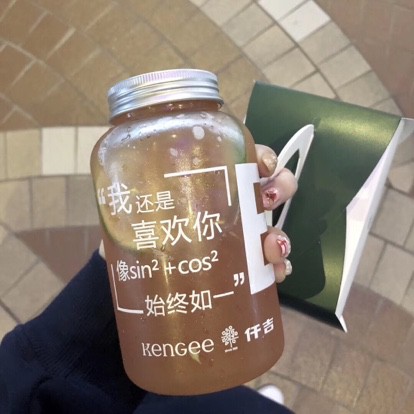 “我还是
喜欢你
像sin²+cos²
始终如一”
KENGEE 仟吉